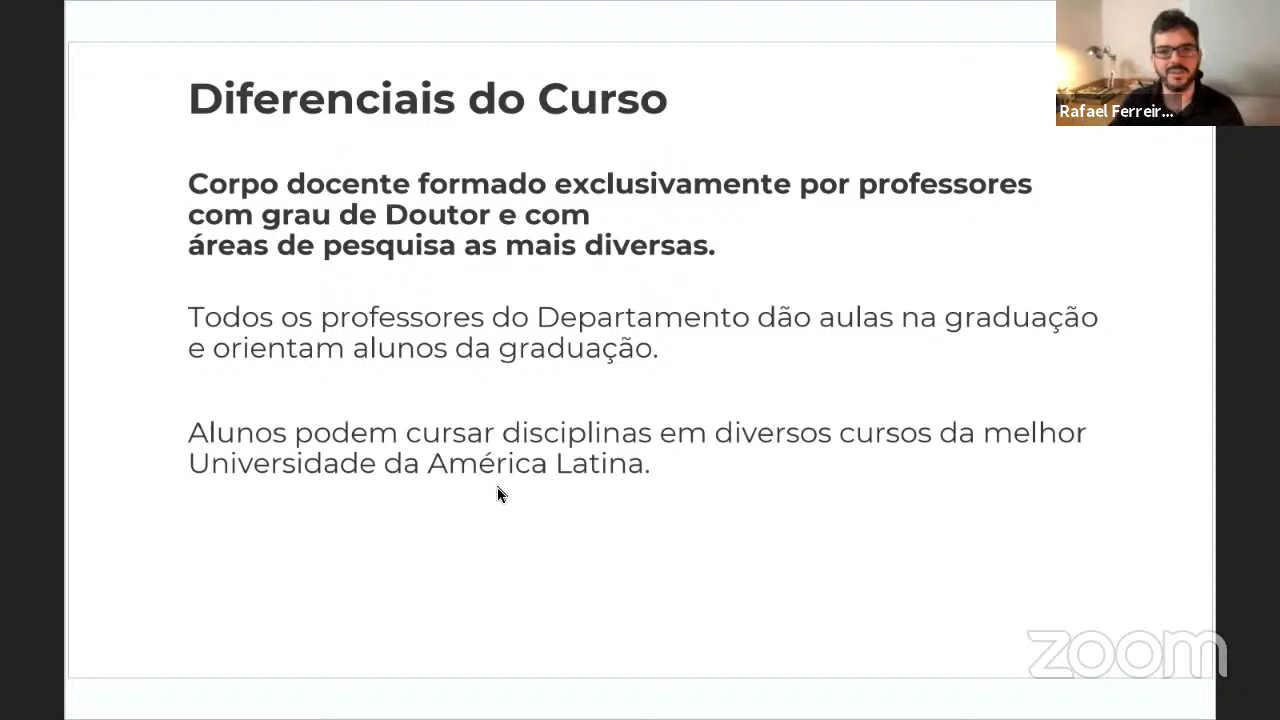 Diferenciais do Curso
Rafael Ferreir...
Corpo docente formado exclusivamente por professores
com grau de Doutor e com
áreas de pesquisa as mais diversas.
Todos os professores do Departamento dão aulas na graduação
e orientam alunos da graduação.
Alunos podem cursar disciplinas em diversos cursos da melhor
Universidade da América Latina.
zoom